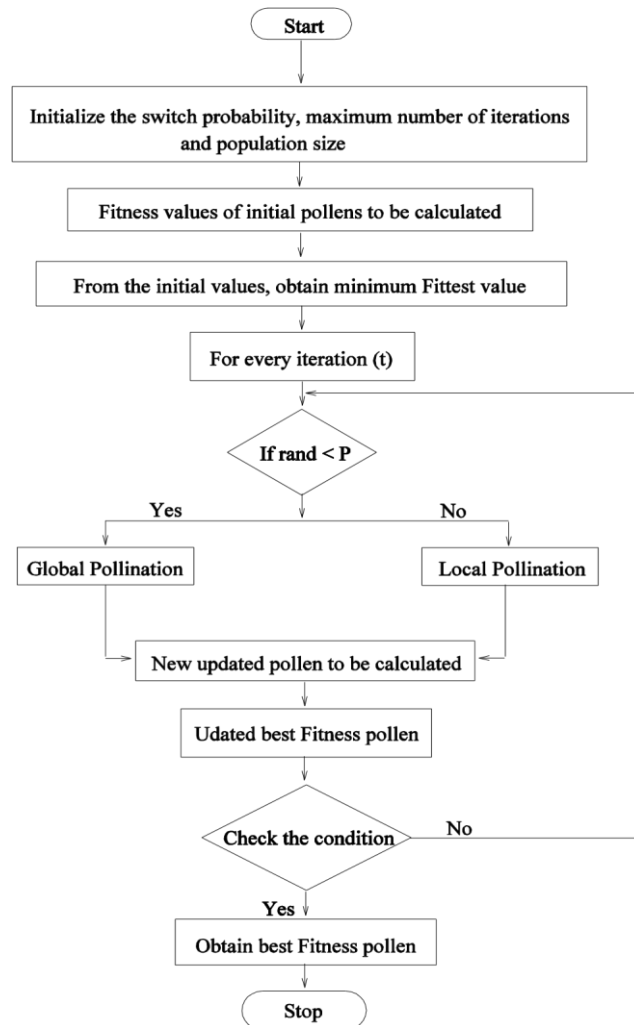 Start
Initialize the switch probability, maximum number of iterations
and population size
Fitness values of initial pollens to be calculated
From the initial values, obtain minimum Fittest value
For every iteration (t)
If rand < P
Yes
No
Global Pollination
Local Pollination
New updated pollen to be calculated
Udated best Fitness pollen
Check the condition
No
Yes
Obtain best Fitness pollen
Stop